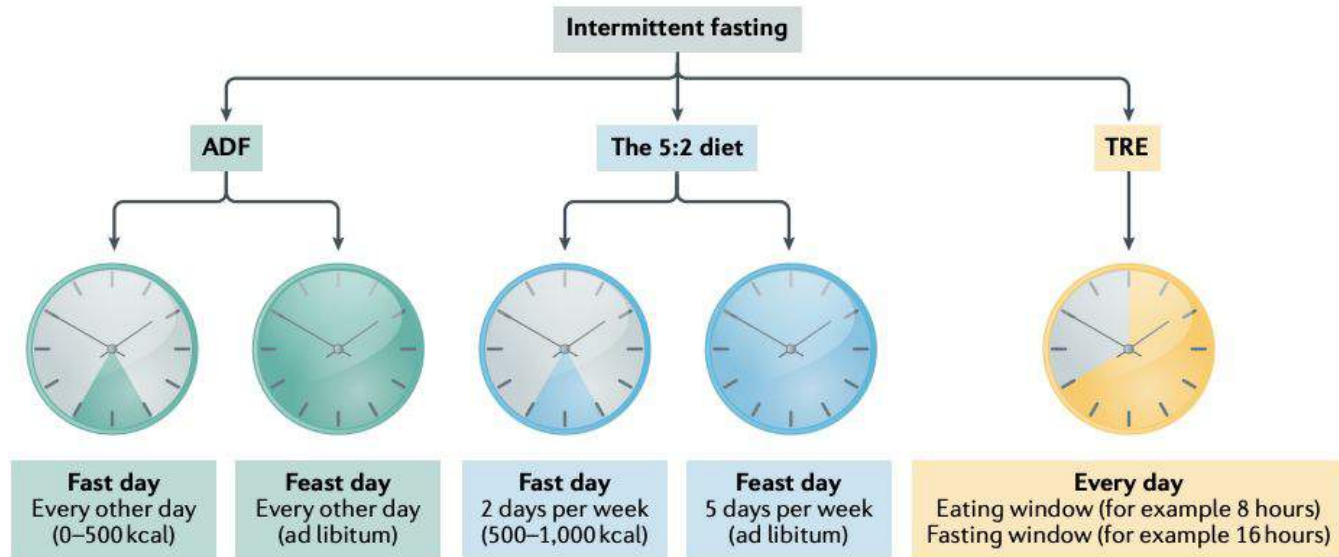 Intermittent fasting
ADF
The 5:2 diet
TRE
Fast day
Every other day
(0–500 kcal)
Feast day
Every other day
(ad libitum)
Fast day
2 days per week
(500–1,000 kcal)
Feast day
5 days per week
(ad libitum)
Every day
Eating window (for example 8 hours)
Fasting window (for example 16 hours)